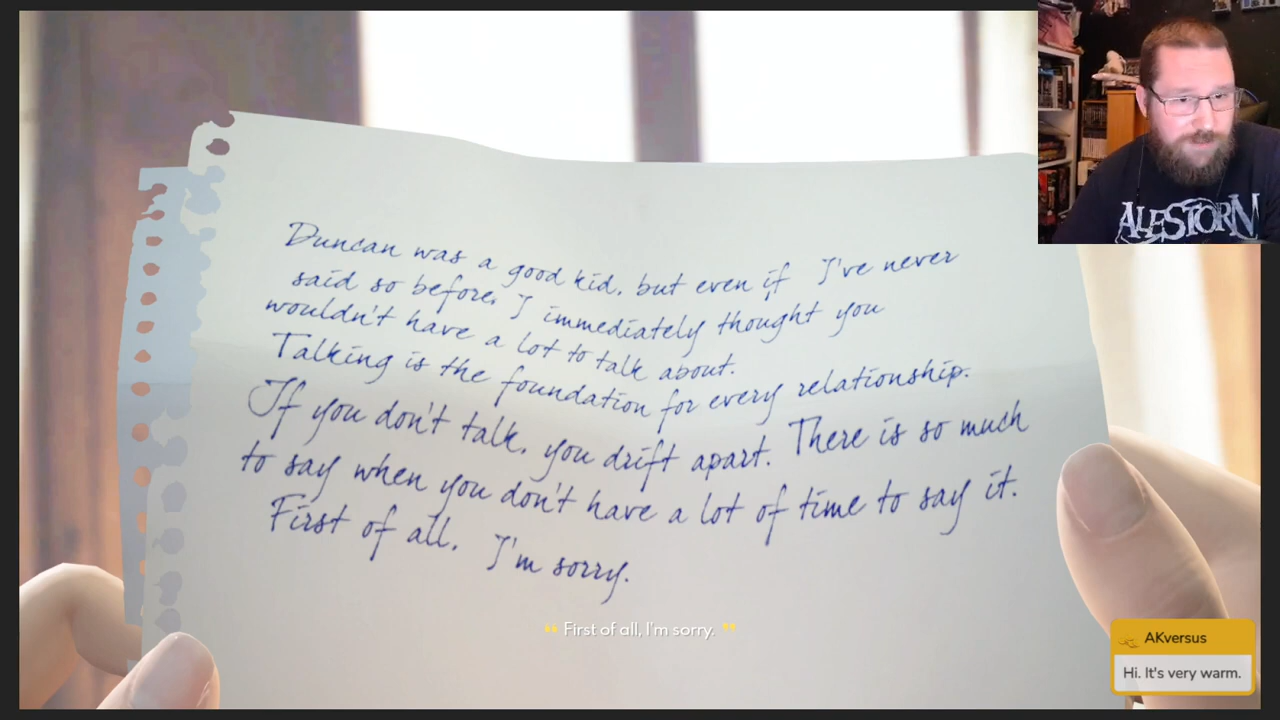 Duncan was a good kid, but even if I've never
said so before, I immediately thought you
wouldn't have a lot to talk about.
Talking is the foundation for every relationship.
If you don't talk, you drift apart. There is so much
to say when you don't have a lot of time to say it.
First of all, I'm sorry.
First of all, I'm sorry.
ALESTORM
AKversus
Hi. It's very warm.